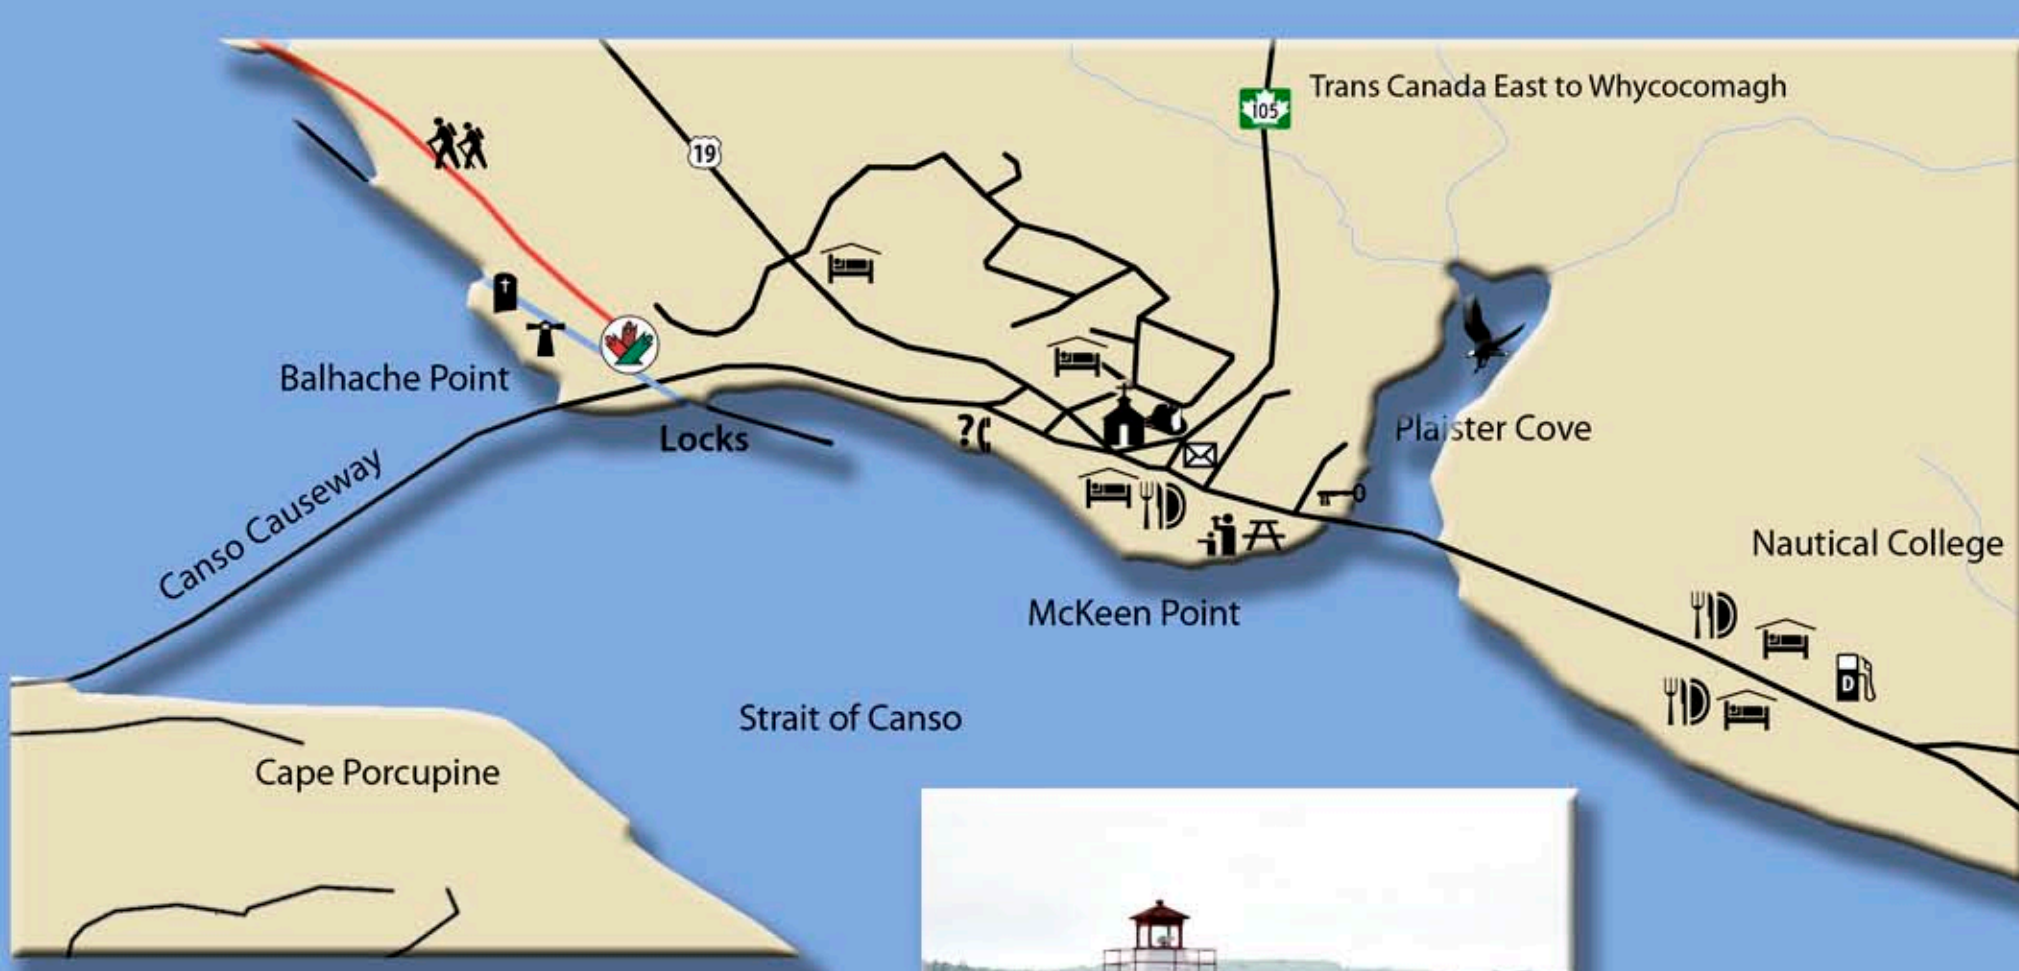 Trans Canada East to Whycocomagh
105
19
Balhache Point
Locks
?
Plaister Cove
Canso Causeway
Nautical College
McKeen Point
D
Strait of Canso
Cape Porcupine